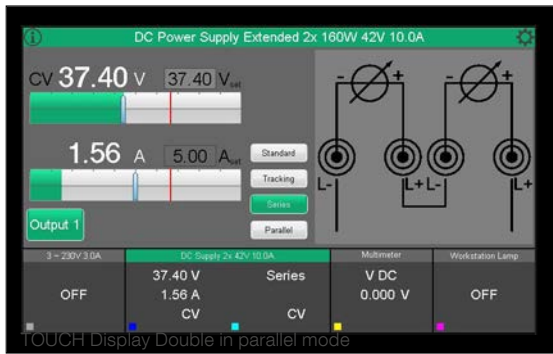 DC Power Supply Extended 2x 160W 42V 10.0A
CV 37.40 V 37.40 Vset
1.56 A 5.00 Aset
Standard
Tracking
Series
Parallel
Output 1
- + - +
L- L+ L- L+
3 ~ 230V 3.0A DC Supply 2x 42V 10.0A Multimeter Workstation Lamp
37.40 V Series V DC
OFF 1.56 A 0.000 V OFF
CV CV
TOUCH Display Double in parallel mode